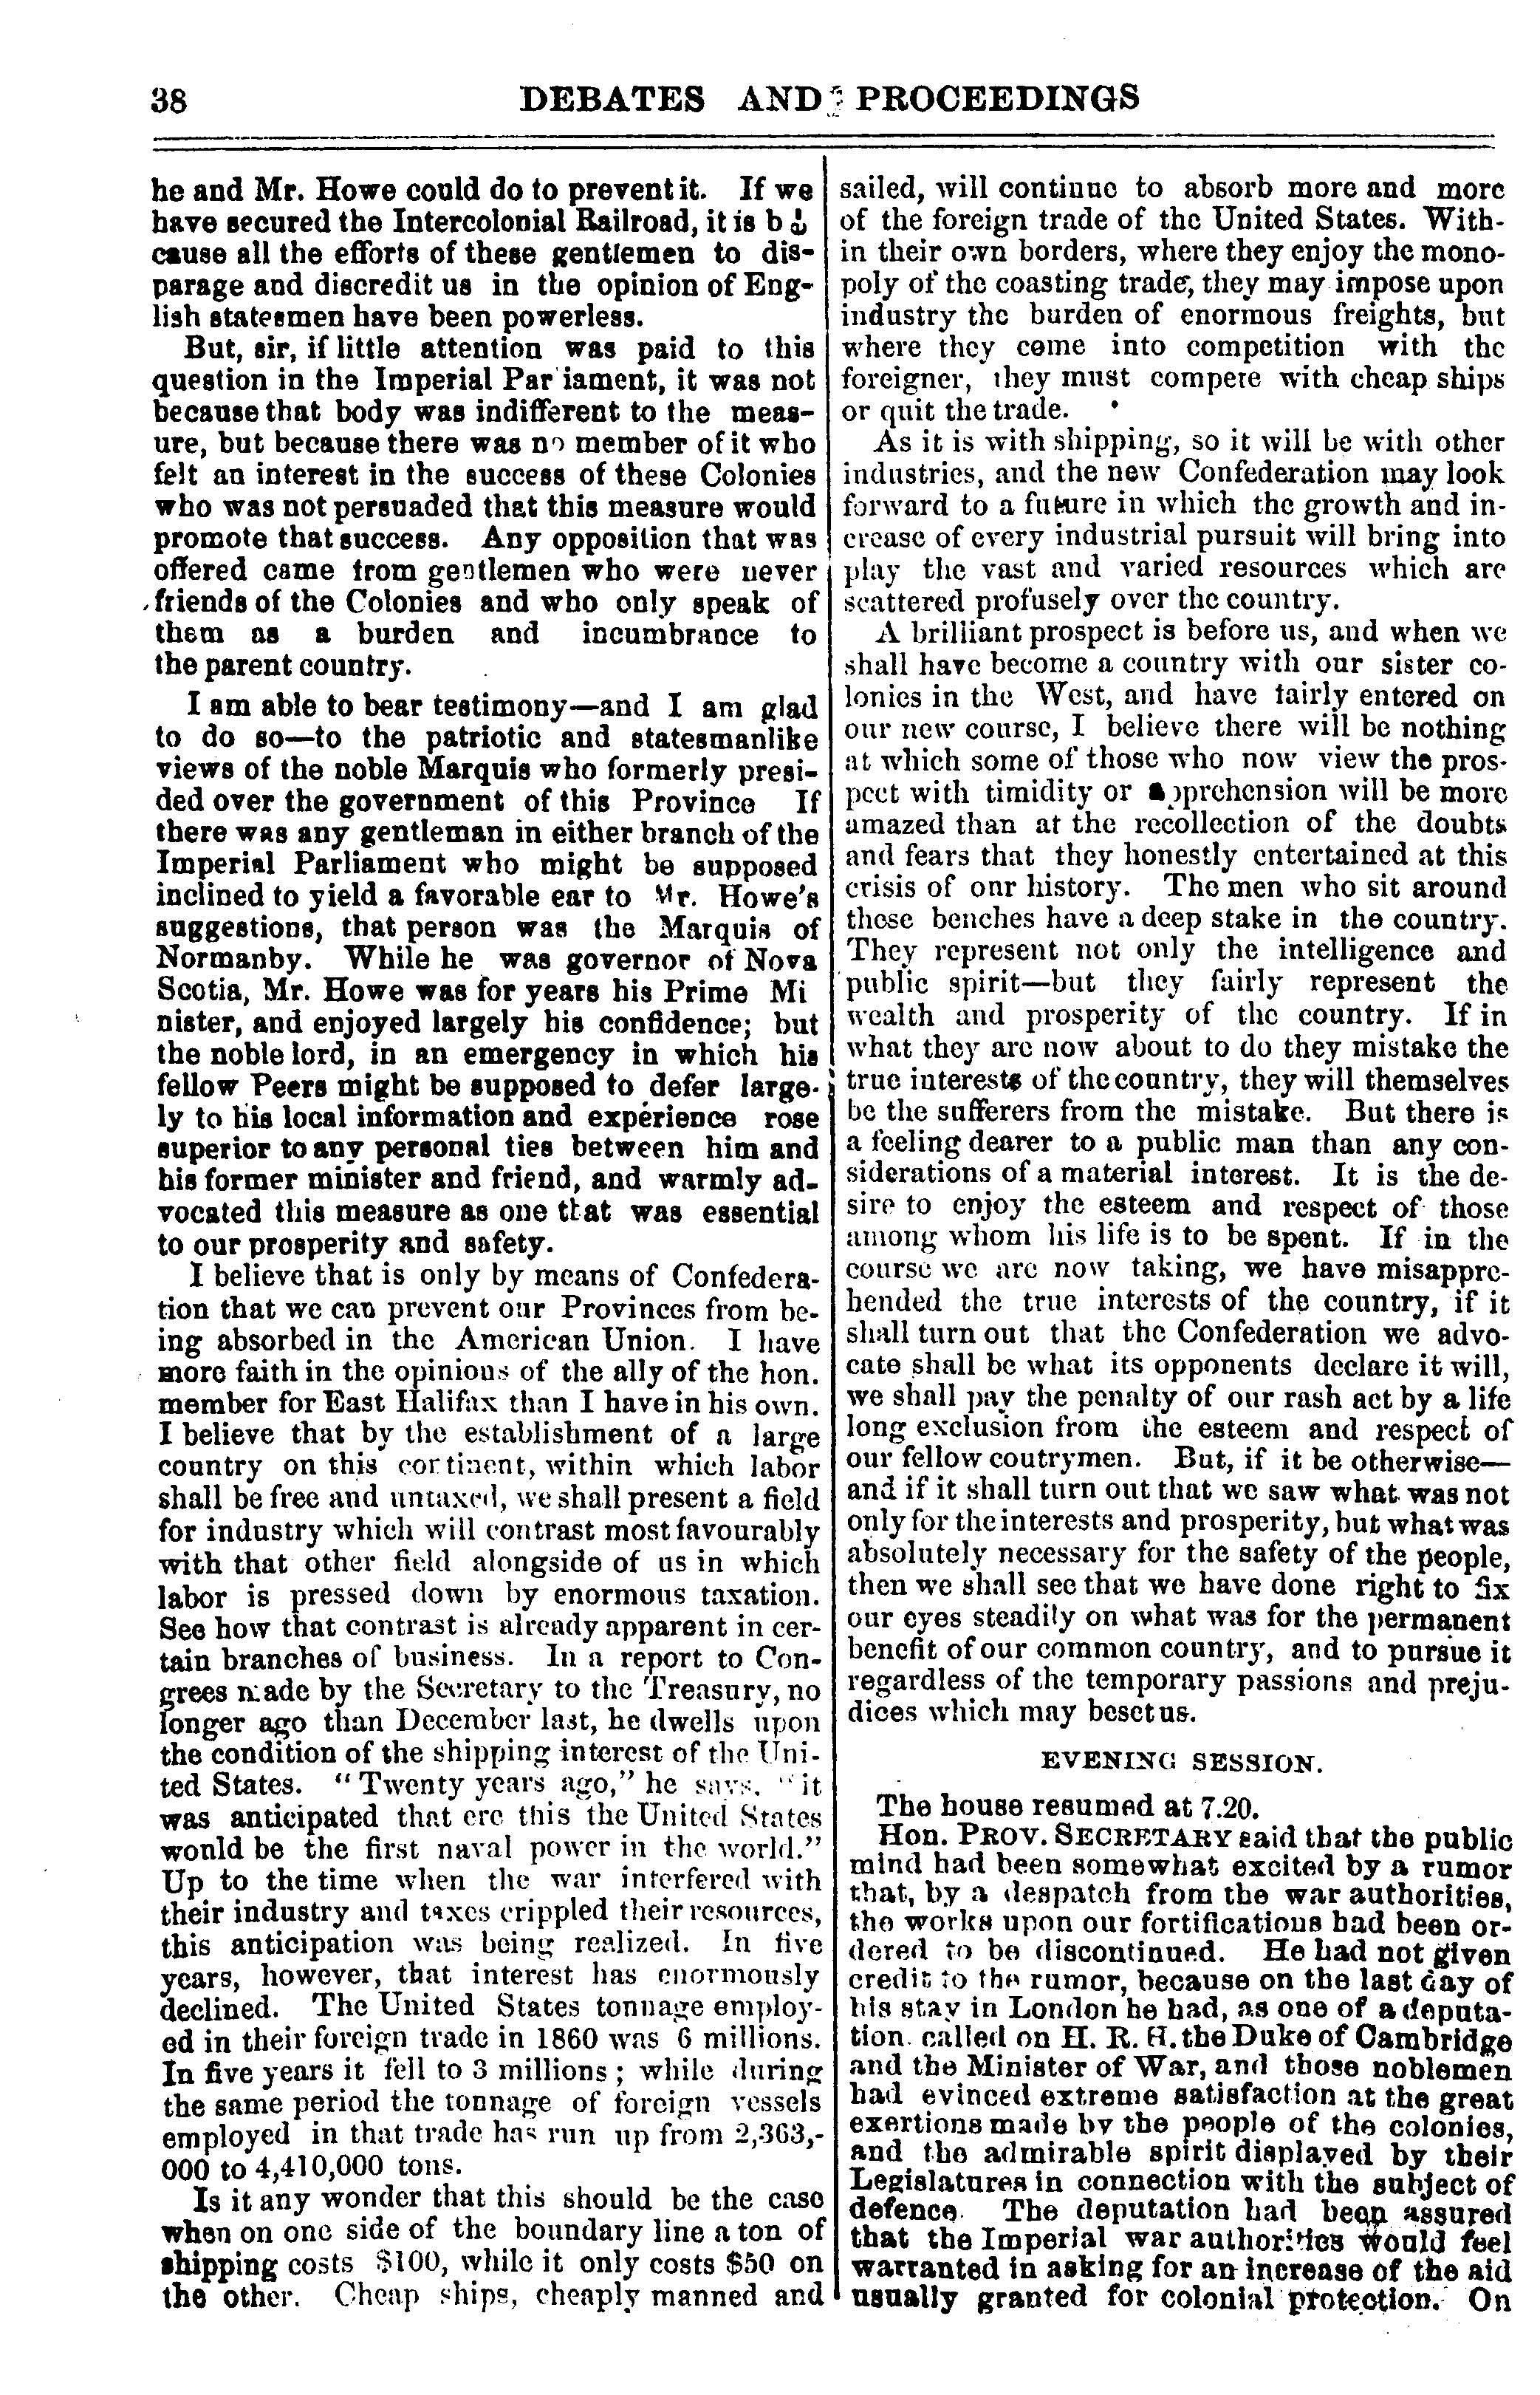 38 DEBATES AND PROCEEDINGS
he and Mr. Howe could do to prevent it. If we
have secured the Intercolonial Railroad, it is be
cause all the efforts of these gentlemen to dis-
parage and discredit us in the opinion of Eng-
lish statesmen have been powerless.
But, sir, if little attention was paid to this
question in the Imperial Par iament, it was not
because that body was indifferent to the meas-
ure, but because there was no member of it who
felt an interest in the success of these Colonies
who was not persuaded that this measure would
promote that success. Any opposition that was
offered came from gentlemen who were never
friends of the Colonies and who only speak of
them as a burden and incumbrance to
the parent country.
I am able to bear testimony—and I am glad
to do so—to the patriotic and statesmanlike
views of the noble Marquis who formerly presi-
ded over the government of this Province If
there was any gentleman in either branch of the
Imperial Parliament who might be supposed
inclined to yield a favorable ear to Mr. Howe's
suggestions, that person was the Marquis of
Normanby. While he was governor of Nova
Scotia, Mr. Howe was for years his Prime Mi
nister, and enjoyed largely his confidence; but
the noble lord, in an emergency in which his
fellow Peers might be supposed to defer large-
ly to his local information and experience rose
superior to any personal ties between him and
his former minister and friend, and warmly ad-
vocated this measure as one that was essential
to our prosperity and safety.
I believe that is only by means of Confedera-
tion that we can prevent our Provinces from be-
ing absorbed in the American Union. I have
more faith in the opinions of the ally of the hon.
member for East Halifax than I have in his own.
I believe that by the establishment of a large
country on this continent, within which labor
shall be free and untaxed, we shall present a field
for industry which will contrast most favourably
with that other field alongside of us in which
labor is pressed down by enormous taxation.
See how that contrast is already apparent in cer-
tain branches of business. In a report to Con-
grees made by the Secretary to the Treasury, no
longer ago than December last, he dwells upon
the condition of the shipping interest of the Uni-
ted States. "Twenty years ago," he says, "it
was anticipated that ere this the United States
would be the first naval power in the world."
Up to the time when the war interfered with
their industry and taxes crippled their resources,
this anticipation was being realized. In five
years, however, that interest has enormously
declined. The United States tonnage employ-
ed in their foreign trade in 1860 was 6 millions.
In five years it fell to 3 millions; while during
the same period the tonnage of foreign vessels
employed in that trade has run up from 2,363,-
000 to 4,410,000 tons.
Is it any wonder that this should be the case
when on one side of the boundary line a ton of
shipping costs $100, while it only costs $50 on
the other. Cheap ships, cheaply manned and
sailed, will continue to absorb more and more
of the foreign trade of the United States. With-
in their own borders, where they enjoy the mono-
poly of the coasting trade, they may impose upon
industry the burden of enormous freights, but
where they come into competition with the
foreigner, they must compete with cheap ships
or quit the trade.
As it is with shipping, so it will be with other
industries, and the new Confederation may look
forward to a future in which the growth and in-
crease of every industrial pursuit will bring into
play the vast and varied resources which are
scattered profusely over the country.
A brilliant prospect is before us, and when we
shall have become a country with our sister co-
lonies in the West, and have fairly entered on
our new course, I believe there will be nothing
at which some of those who now view the pros-
pect with timidity or apprehension will be more
amazed than at the recollection of the doubts
and fears that they honestly entertained at this
crisis of our history. The men who sit around
these benches have a deep stake in the country.
They represent not only the intelligence and
public spirit—but they fairly represent the
wealth and prosperity of the country. If in
what they are now about to do they mistake the
true interests of the country, they will themselves
be the sufferers from the mistake. But there is
a feeling dearer to a public man than any con-
siderations of a material interest. It is the de-
sire to enjoy the esteem and respect of those
among whom his life is to be spent. If in the
course we are now taking, we have misappre-
hended the true interests of the country, if it
shall turn out that the Confederation we advo-
cate shall be what its opponents declare it will,
we shall pay the penalty of our rash act by a life
long exclusion from the esteem and respect of
our fellow coutrymen. But, if it be otherwise—
and if it shall turn out that we saw what was not
only for the interests and prosperity, but what was
absolutely necessary for the safety of the people,
then we shall see that we have done right to fix
our eyes steadily on what was for the permanent
benefit of our common country, and to pursue it
regardless of the temporary passions and preju-
dices which may beset us.
EVENING SESSION.
The house resumed at 7.20.
Hon. PROV. SECRETARY said that the public
mind had been somewhat excited by a rumor
that, by a despatch from the war authorities,
the works upon our fortifications had been or-
dered to be discontinued. He had not given
credit to the rumor, because on the last day of
his stay in London he had, as one of a deputa-
tion. called on H. R. H. the Duke of Cambridge
and the Minister of War, and those noblemen
had evinced extreme satisfaction at the great
exertions made by the people of the colonies,
and the admirable spirit displayed by their
Legislatures in connection with the subject of
defence. The deputation had been assured
that the Imperial war authorities would feel
warranted in asking for an increase of the aid
usually granted for colonial protection. On